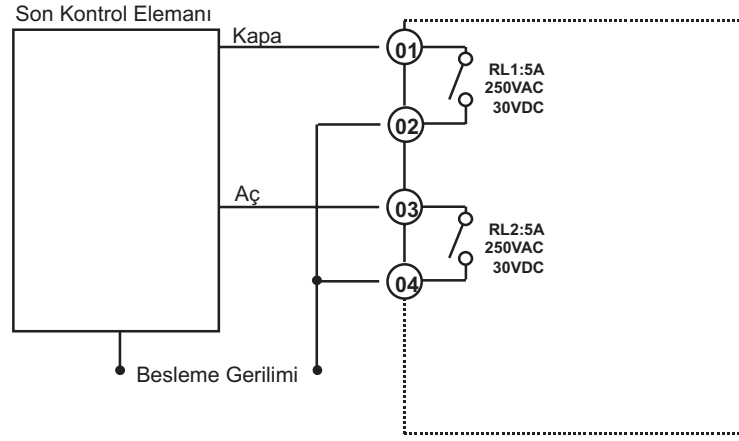 Son Kontrol Elemanı
Kapa
01
RL1:5A
250VAC
30VDC
02
Aç
03
RL2:5A
250VAC
30VDC
04
Besleme Gerilimi